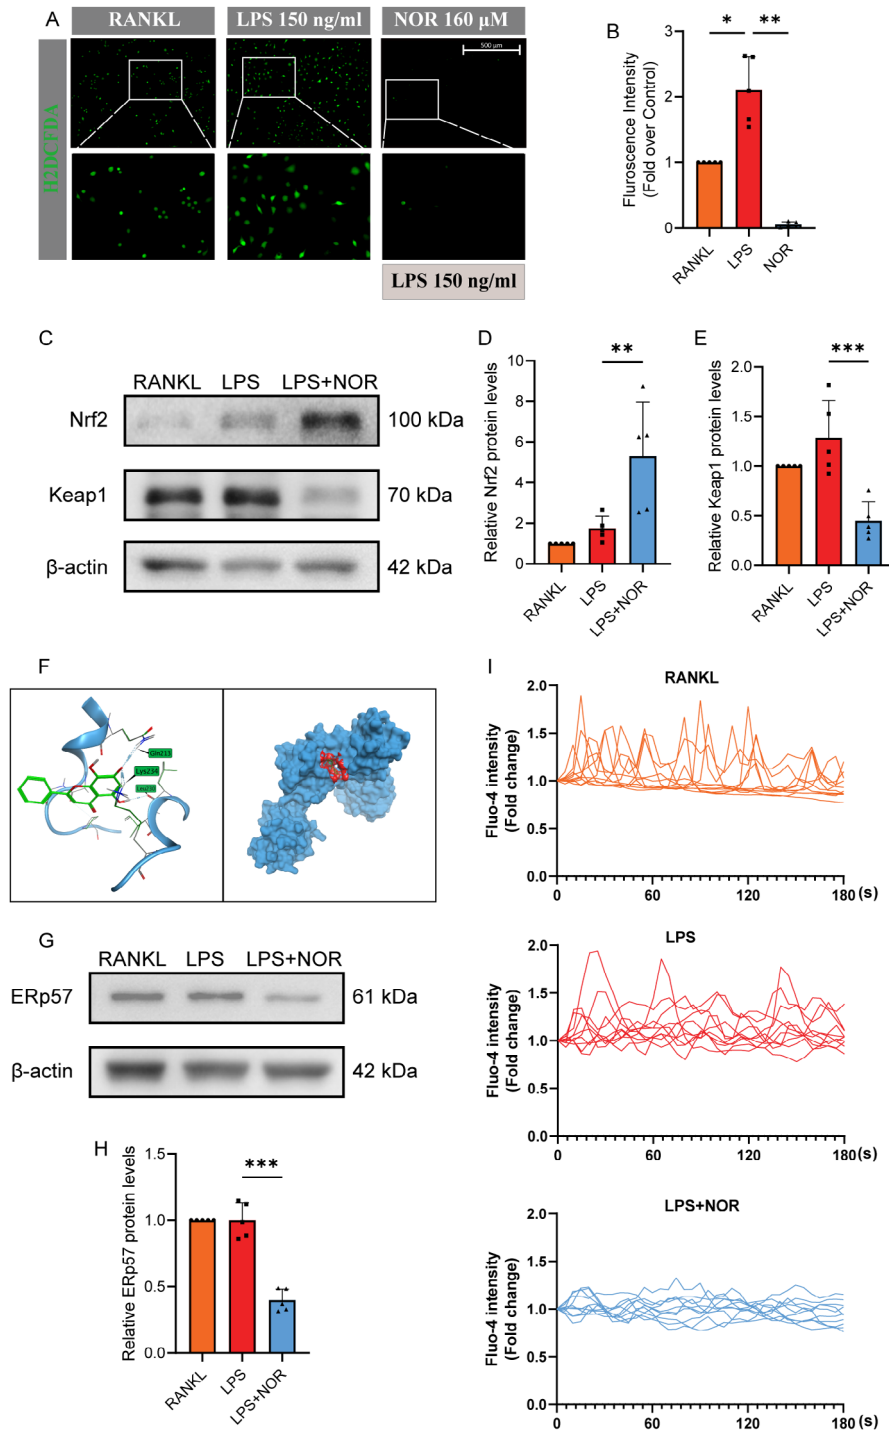 A
RANKL
LPS 150 ng/ml
NOR 160 μM
500 μm
H2DCFDA
LPS 150 ng/ml
B
Fluroscence Intensity
(Fold over Control)
3
2
1
0
* **
RANKL
LPS
NOR
C
RANKL LPS LPS+NOR
Nrf2 100 kDa
Keap1 70 kDa
β-actin 42 kDa
D
Relative Nrf2 protein levels
10
8
6
4
2
0
**
RANKL
LPS
LPS+NOR
E
Relative Keap1 protein levels
2.0
1.5
1.0
0.5
0.0
***
RANKL
LPS
LPS+NOR
F
Gln215
Lys234
G
RANKL LPS LPS+NOR
ERp57 61 kDa
β-actin 42 kDa
H
Relative ERp57 protein levels
1.5
1.0
0.5
0.0
***
RANKL
LPS
LPS+NOR
I
RANKL
Fluo-4 intensity
(Fold change)
2.0
1.5
1.0
0.5
0.0
0 60 120 180 (s)
LPS
Fluo-4 intensity
(Fold change)
2.0
1.5
1.0
0.5
0.0
0 60 120 180 (s)
LPS+NOR
Fluo-4 intensity
(Fold change)
2.0
1.5
1.0
0.5
0.0
0 60 120 180 (s)